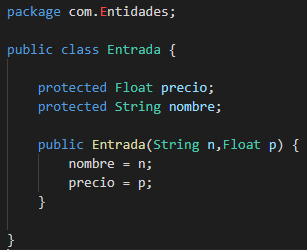 package com.Entidades;
public class Entrada {
protected Float precio;
protected String nombre;
public Entrada(String n,Float p) {
nombre = n;
precio = p;
}
}